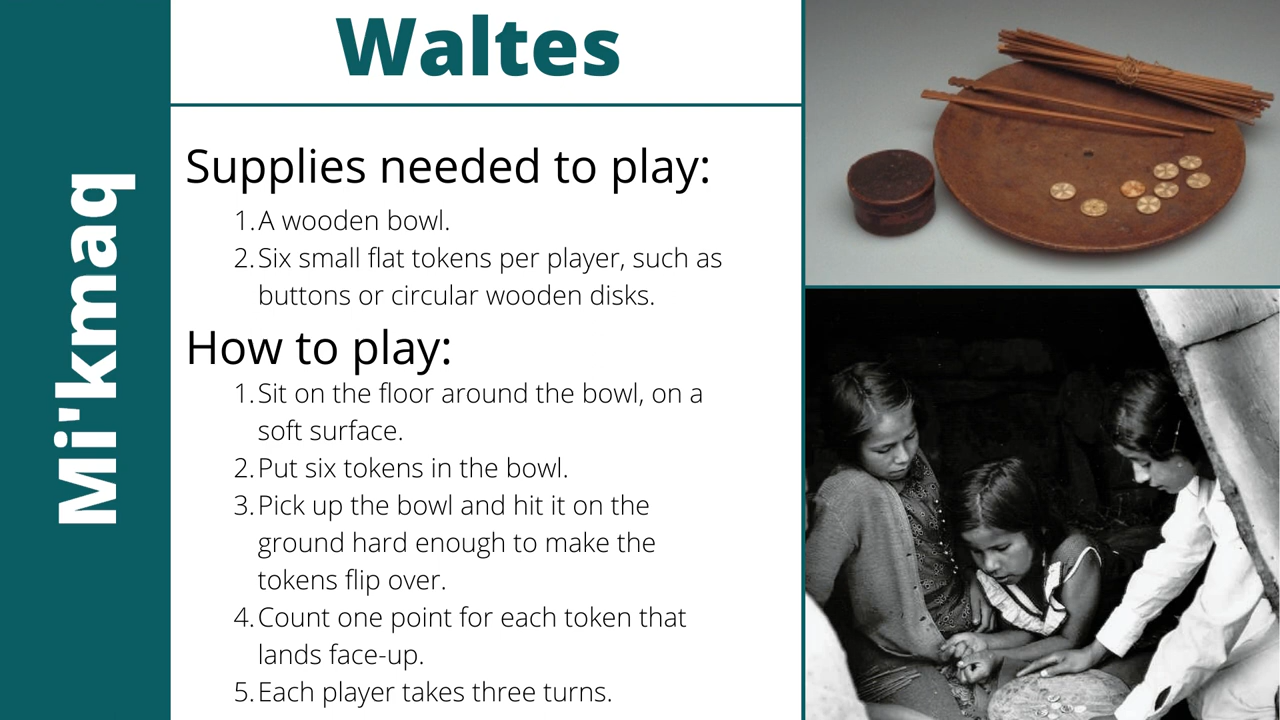 Mi'kmaq
Waltes
Supplies needed to play:
1. A wooden bowl.
2. Six small flat tokens per player, such as
buttons or circular wooden disks.
How to play:
1. Sit on the floor around the bowl, on a
soft surface.
2. Put six tokens in the bowl.
3. Pick up the bowl and hit it on the
ground hard enough to make the
tokens flip over.
4. Count one point for each token that
lands face-up.
5. Each player takes three turns.